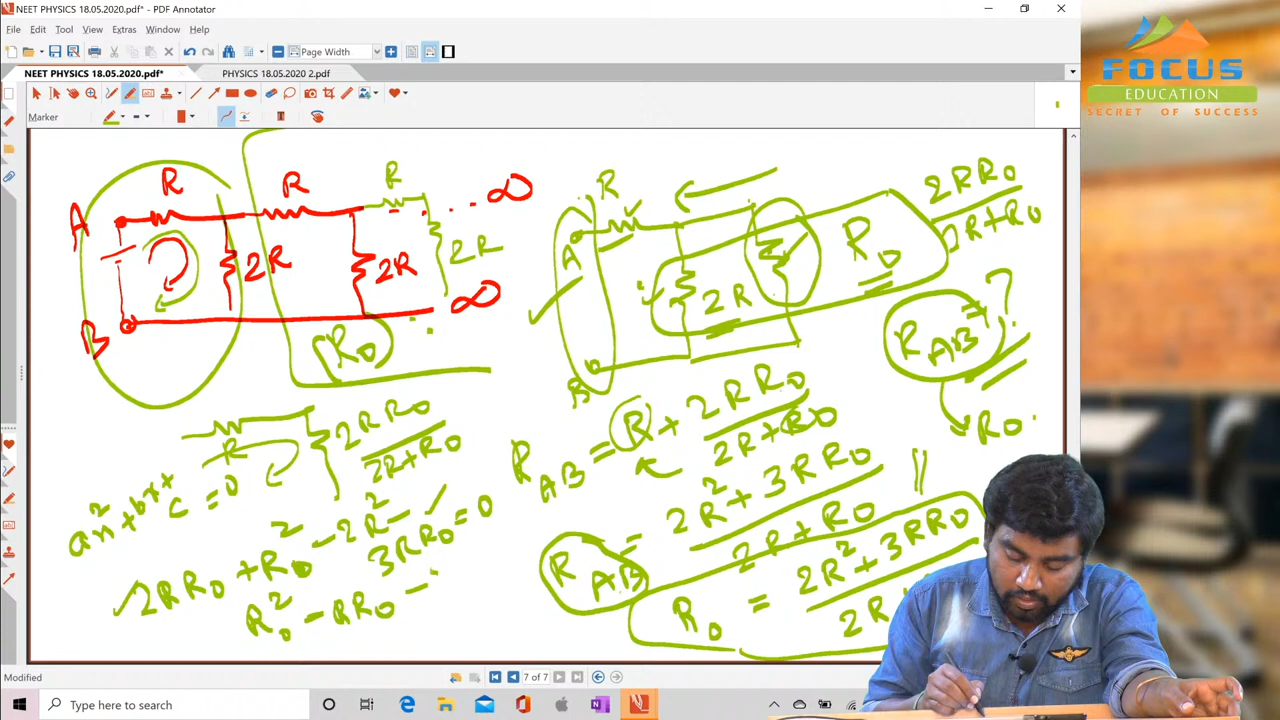 NEET PHYSICS 18.05.2020.pdf* - PDF Annotator
File Edit Tool View Extras Window Help
Page Width
NEET PHYSICS 18.05.2020.pdf*
PHYSICS 18.05.2020 2.pdf
Marker
FOCUS
EDUCATION
SECRET OF SUCCESS
A R R R ∞
2R 2R 2R
B ∞
R0
R
A 2R R0
B
2RR0
2R+R0
RAB = ?
R0
R 2RR0
2R+R0
ax²+bx+c=0
2RR0 + R0² - 2R² - 3RR0 = 0
R0² - RR0 -
RAB = R + 2RR0
2R+R0
RAB = 2R² + 3RR0
2R + R0
R0 = 2R² + 3RR0
2R
Modified
7 of 7
Type here to search